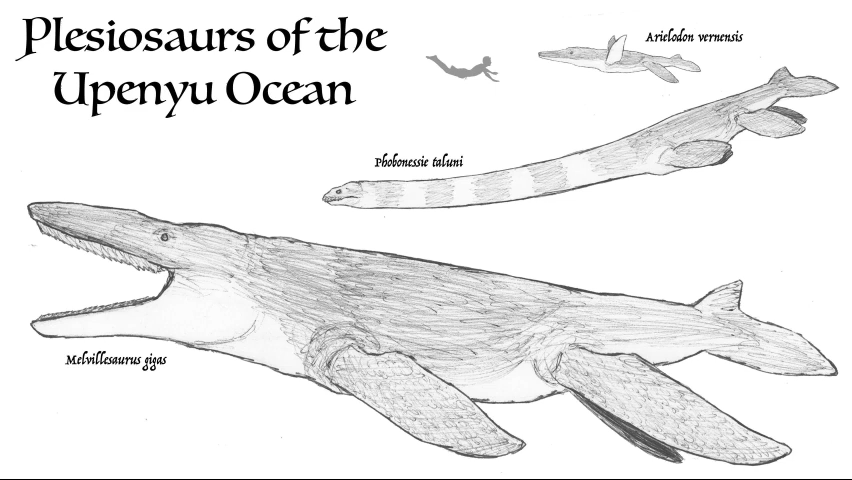 Plesiosaurs of the
Upenyu Ocean
Arielodon vernensis
Phobonessie taluni
Melvillesaurus gigas